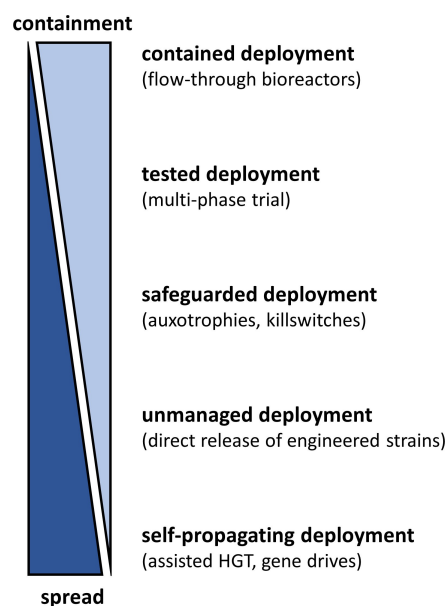 containment
contained deployment
(flow-through bioreactors)
tested deployment
(multi-phase trial)
safeguarded deployment
(auxotrophies, killswitches)
unmanaged deployment
(direct release of engineered strains)
self-propagating deployment
(assisted HGT, gene drives)
spread